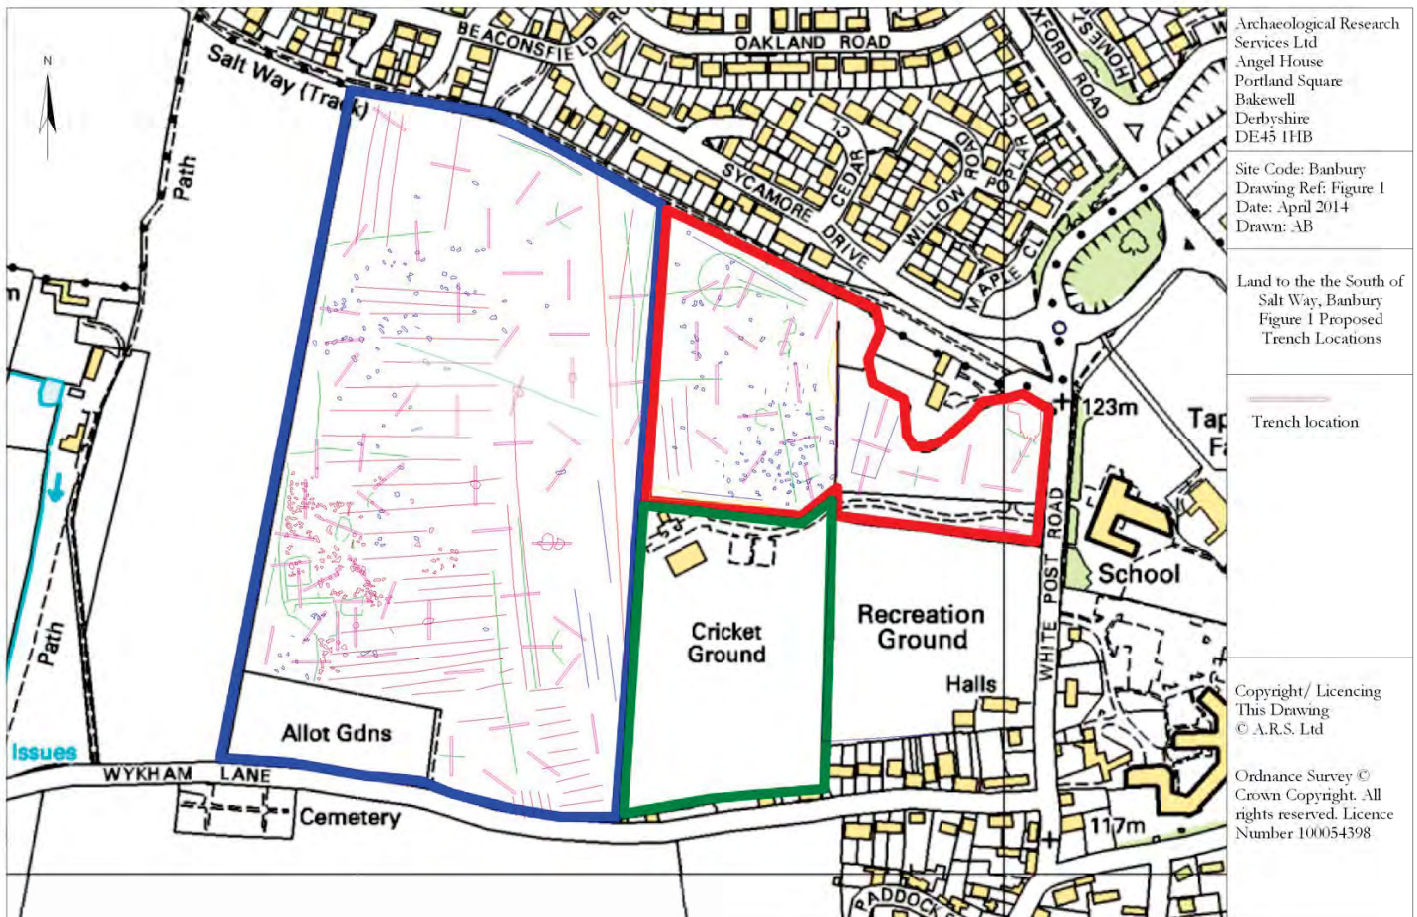 N
Salt Way (Track)
BEACONSFIELD
OAKLAND ROAD
OXFORD ROAD
Path
SYCAMORE DRIVE
CEDAR CL
WILLOW ROAD
POPLAR CL
MAPLE CL
123m
School
WHITE POST ROAD
Recreation
Ground
Cricket
Ground
Halls
Path
Issues
Allot Gdns
WYKHAM LANE
Cemetery
117m
PADDOCK
Archaeological Research
Services Ltd
Angel House
Portland Square
Bakewell
Derbyshire
DE45 1HB
Site Code: Banbury
Drawing Ref: Figure 1
Date: April 2014
Drawn: AB
Land to the the South of
Salt Way, Banbury
Figure 1 Proposed
Trench Locations
Trench location
Copyright/ Licencing
This Drawing
© A.R.S. Ltd
Ordnance Survey ©
Crown Copyright. All
rights reserved. Licence
Number 100054398